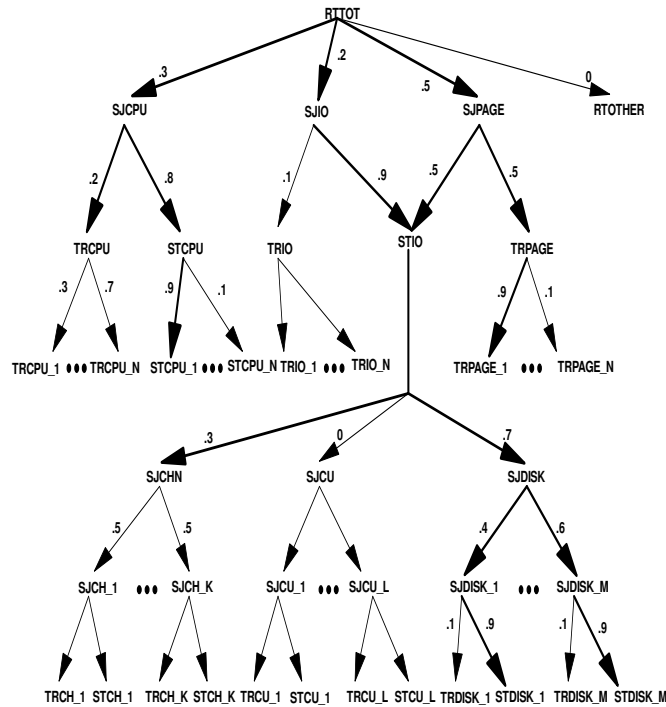 RTTOT
.3 .2 .5 0
SJCPU SJIO SJPAGE RTOTHER
.2 .8 .1 .9 .5 .5
TRCPU STCPU TRIO STIO TRPAGE
.3 .7 .9 .1 .9 .1
TRCPU_1 ••• TRCPU_N STCPU_1 ••• STCPU_N TRIO_1 ••• TRIO_N TRPAGE_1 ••• TRPAGE_N
.3 0 .7
SJCHN SJCU SJDISK
.5 .5 .4 .6
SJCH_1 ••• SJCH_K SJCU_1 ••• SJCU_L SJDISK_1 ••• SJDISK_M
.1 .9 .1 .9
TRCH_1 STCH_1 TRCH_K STCH_K TRCU_1 STCU_1 TRCU_L STCU_L TRDISK_1 STDISK_1 TRDISK_M STDISK_M